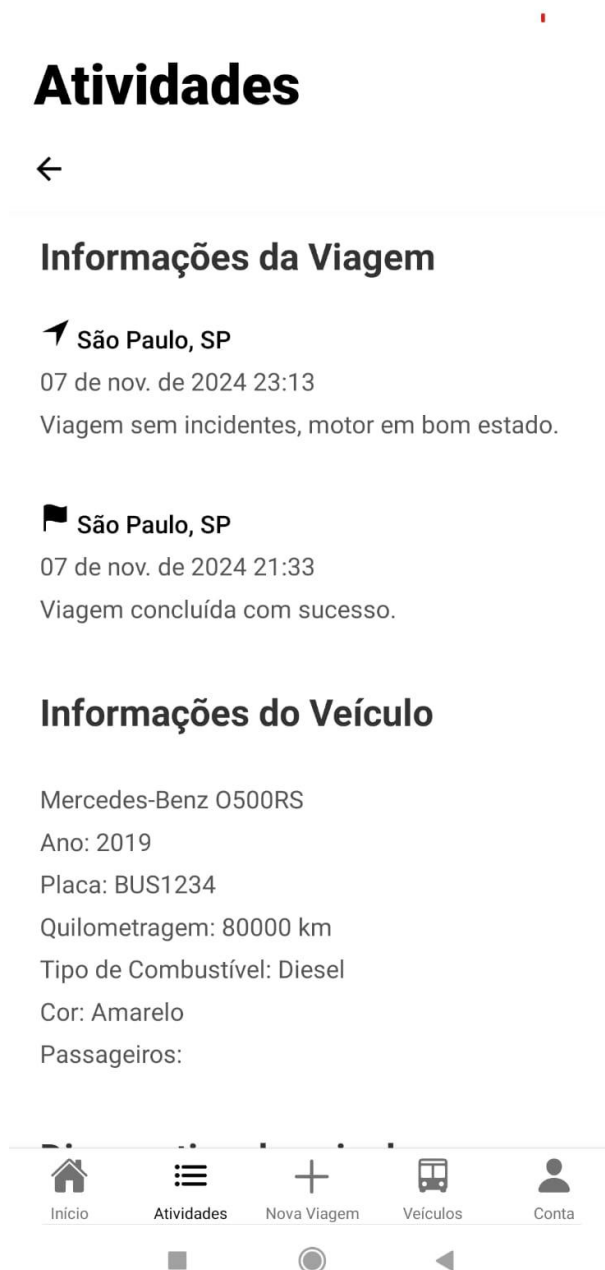 Atividades
Informações da Viagem
São Paulo, SP
07 de nov. de 2024 23:13
Viagem sem incidentes, motor em bom estado.
São Paulo, SP
07 de nov. de 2024 21:33
Viagem concluída com sucesso.
Informações do Veículo
Mercedes-Benz O500RS
Ano: 2019
Placa: BUS1234
Quilometragem: 80000 km
Tipo de Combustível: Diesel
Cor: Amarelo
Passageiros:
Início Atividades Nova Viagem Veículos Conta